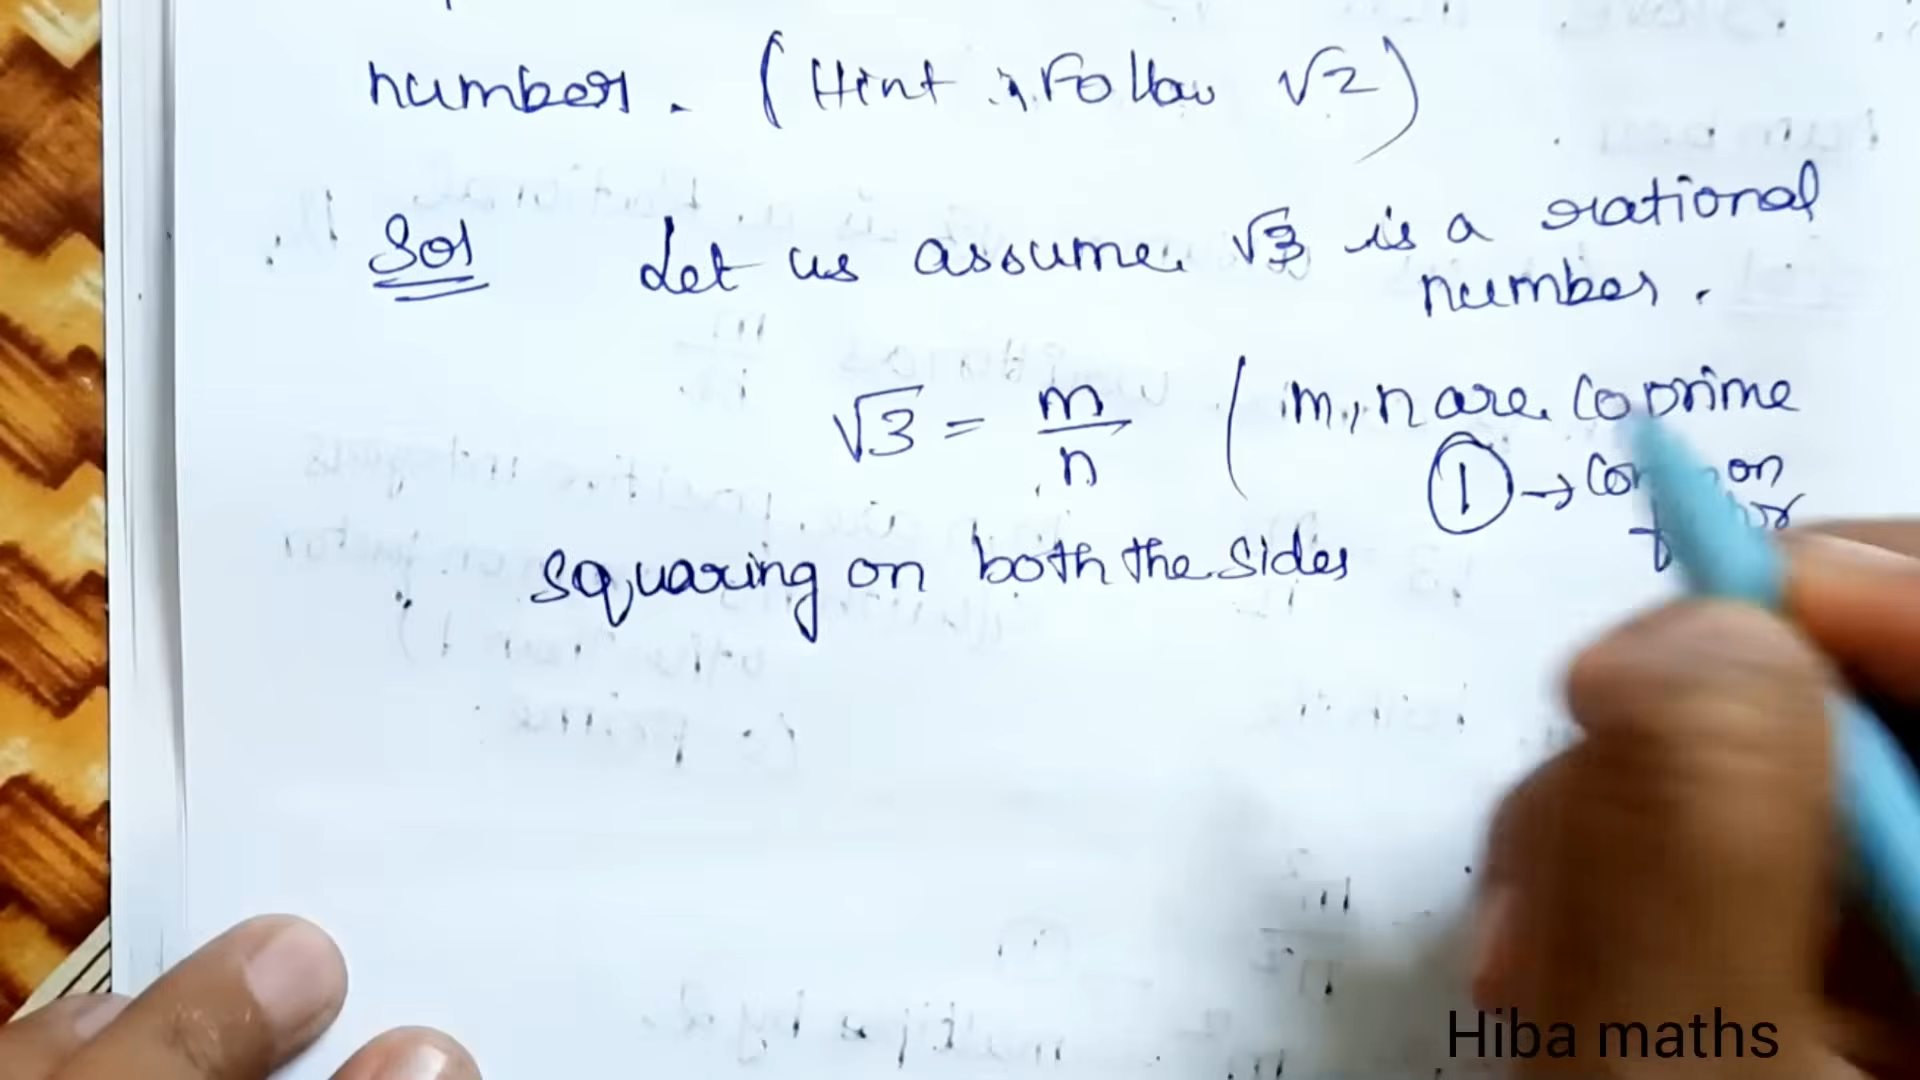 number. (Hint : Follow √2)
Sol Let us assume √3 is a rational
number.
√3 = m/n ( m, n are coprime
1 → common
squaring on both the sides
Hiba maths